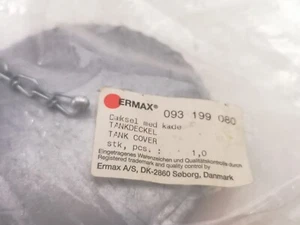 ERMAX® 093 199 080
Dæksel med kæde
TANKDECKEL
TANK COVER
stk, pcs. : 1,0
Eingetragenes Warenzeichen und Qualitätskontrolle durch:
Registered trademark and quality control by:
Ermax A/S, DK-2860 Søborg, Danmark